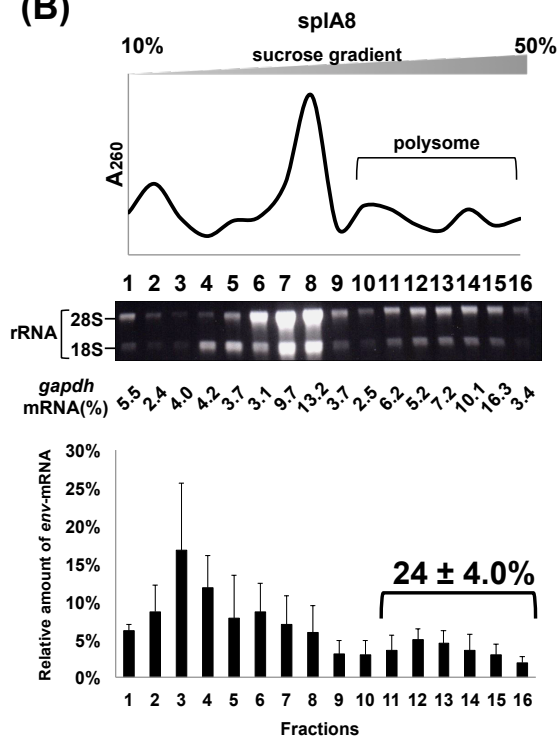 (B)
spIA8
10%
50%
sucrose gradient
A260
polysome
1 2 3 4 5 6 7 8 9 10 11 12 13 14 15 16
rRNA
28S
18S
gapdh
mRNA(%)
5.5 2.4 4.0 4.2 3.7 3.1 9.7 13.2 3.7 2.5 6.2 5.2 7.2 10.1 16.3 3.4
Relative amount of env-mRNA
30%
25%
20%
15%
10%
5%
0%
24 ± 4.0%
1 2 3 4 5 6 7 8 9 10 11 12 13 14 15 16
Fractions